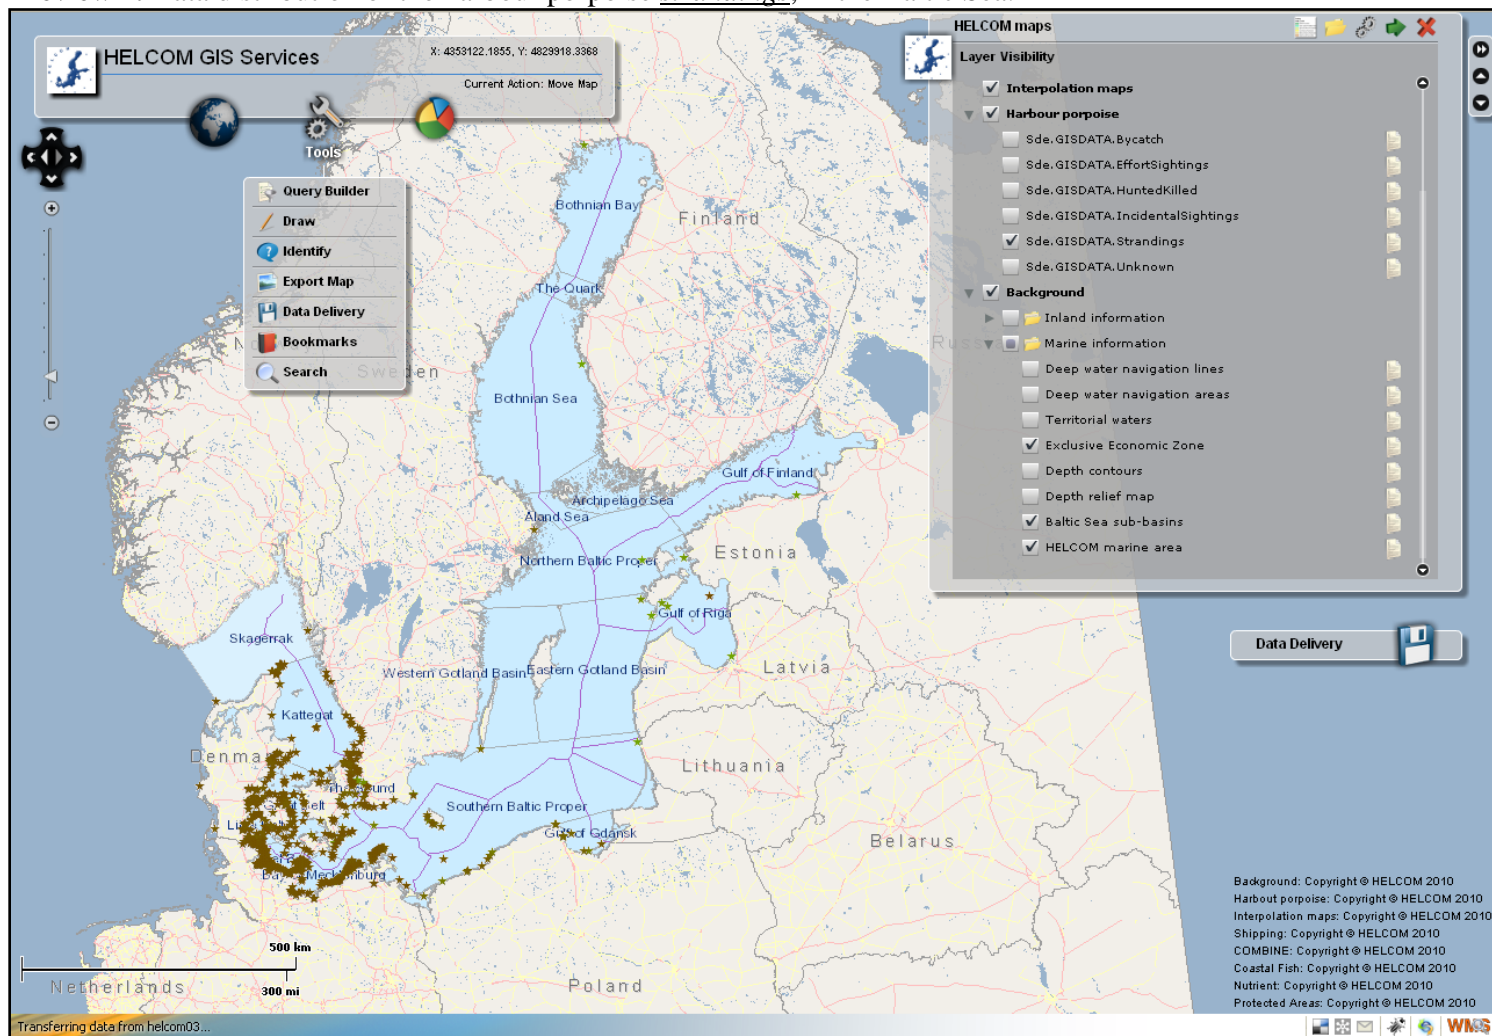 HELCOM GIS Services
X: 4353122.1855, Y: 4829918.3368
Current Action: Move Map
Tools
Query Builder
Draw
Identify
Export Map
Data Delivery
Bookmarks
Search
HELCOM maps
Layer Visibility
Interpolation maps
Harbour porpoise
Sde.GISDATA.Bycatch
Sde.GISDATA.EffortSightings
Sde.GISDATA.HuntedKilled
Sde.GISDATA.IncidentalSightings
Sde.GISDATA.Strandings
Sde.GISDATA.Unknown
Background
Inland information
Marine information
Deep water navigation lines
Deep water navigation areas
Territorial waters
Exclusive Economic Zone
Depth contours
Depth relief map
Baltic Sea sub-basins
HELCOM marine area
Data Delivery
Bothnian Bay
Finland
The Quark
Sweden
Bothnian Sea
Gulf of Finland
Archipelago Sea
Aland Sea
Northern Baltic Proper
Estonia
Gulf of Riga
Skagerrak
Western Gotland Basin
Eastern Gotland Basin
Latvia
Kattegat
Lithuania
Southern Baltic Proper
Gulf of Gdansk
Belarus
500 km
300 mi
Netherlands
Poland
Background: Copyright © HELCOM 2010
Harbout porpoise: Copyright © HELCOM 2010
Interpolation maps: Copyright © HELCOM 2010
Shipping: Copyright © HELCOM 2010
COMBINE: Copyright © HELCOM 2010
Coastal Fish: Copyright © HELCOM 2010
Nutrient: Copyright © HELCOM 2010
Protected Areas: Copyright © HELCOM 2010
Transferring data from helcom03...